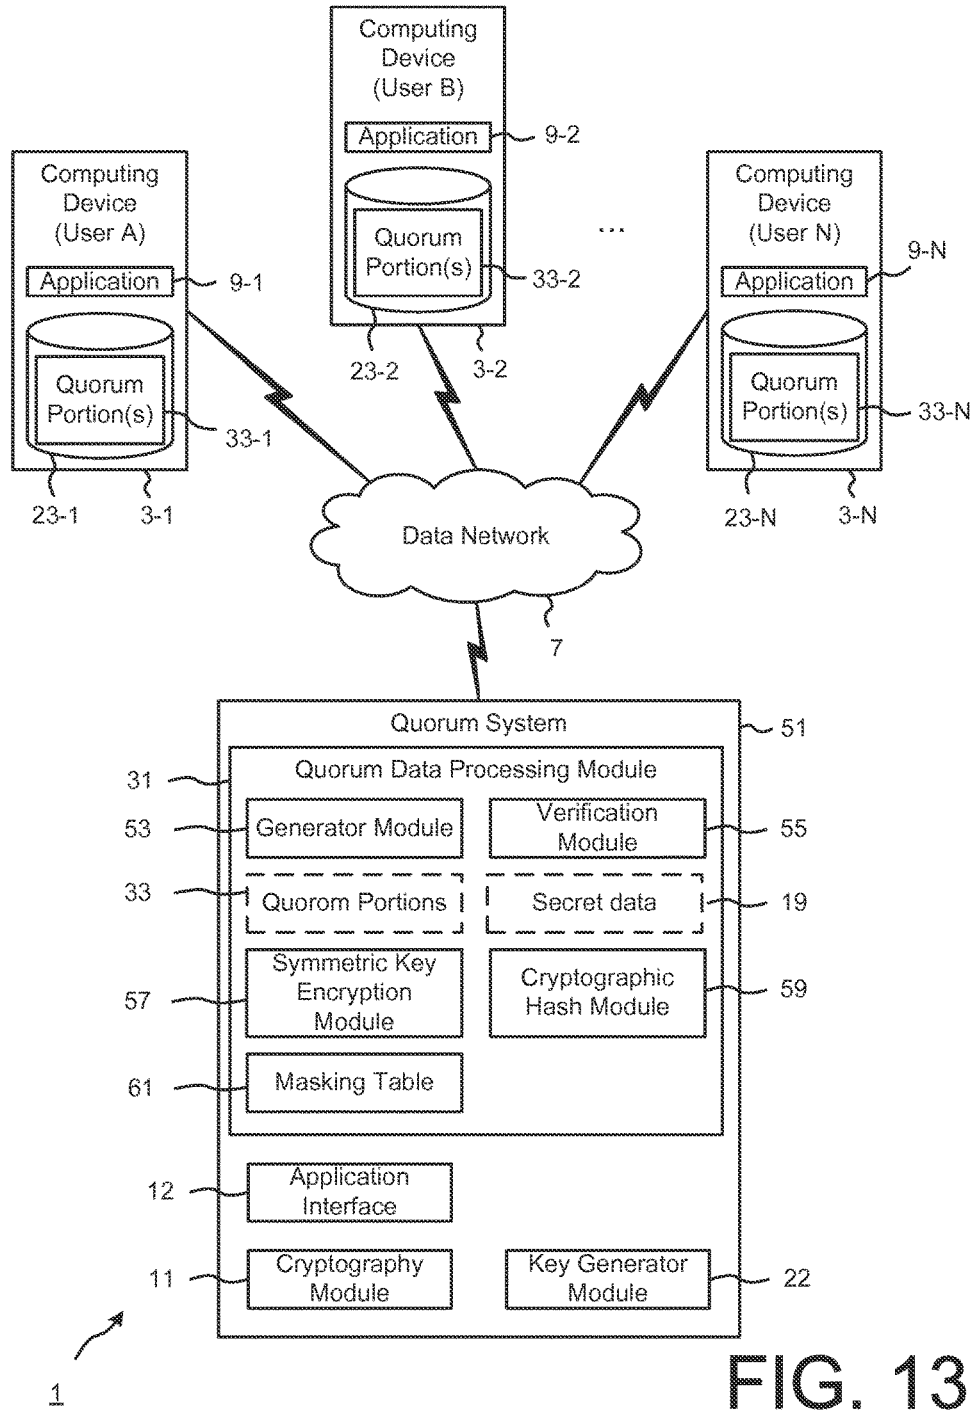 Computing
Device
(User B)
Application
9-2
Quorum
Portion(s)
33-2
23-2
3-2
Computing
Device
(User A)
Application
9-1
Quorum
Portion(s)
33-1
23-1
3-1
...
Computing
Device
(User N)
9-N
Application
Quorum
Portion(s)
33-N
23-N
3-N
Data Network
7
Quorum System
51
31
Quorum Data Processing Module
53
Generator Module
Verification
Module
55
33
Quorom Portions
Secret data
19
57
Symmetric Key
Encryption
Module
Cryptographic
Hash Module
59
61
Masking Table
12
Application
Interface
11
Cryptography
Module
Key Generator
Module
22
1
FIG. 13